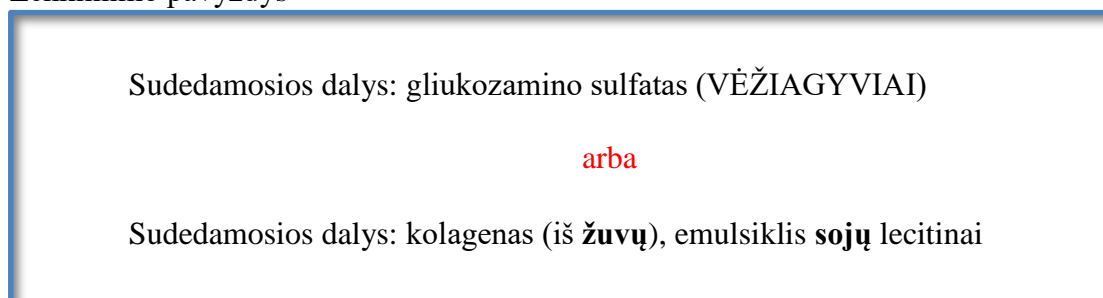 Sudedamosios dalys: gliukozamino sulfatas (VĖŽIAGYVIAI)
arba
Sudedamosios dalys: kolagenas (iš žuvų), emulsiklis sojų lecitinai